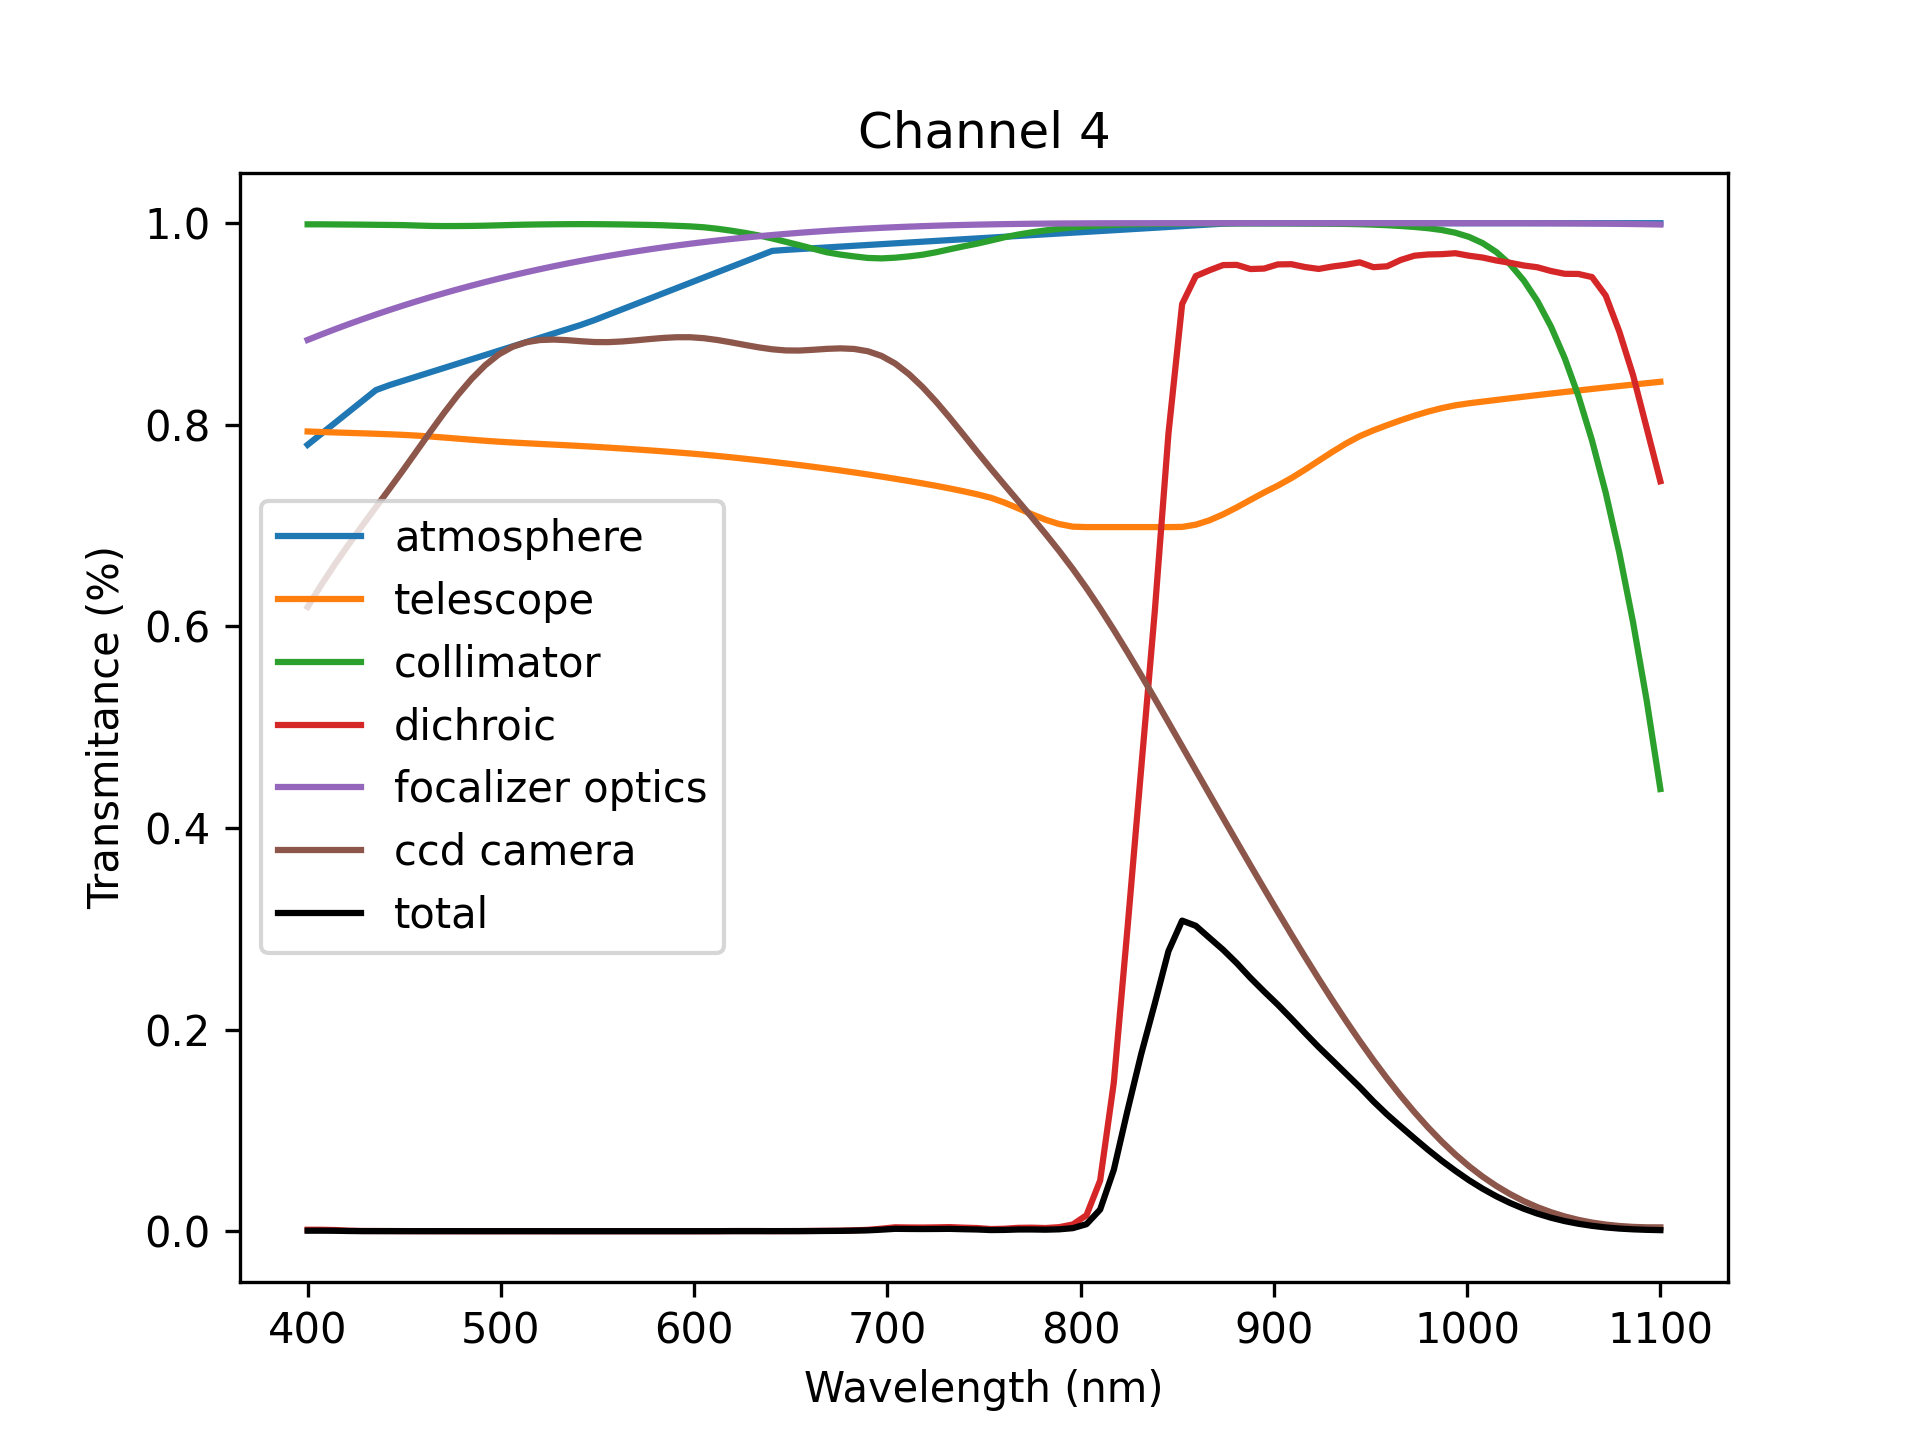 Channel 4
1.0
0.8
0.6
0.4
0.2
0.0
Transmitance (%)
atmosphere
telescope
collimator
dichroic
focalizer optics
ccd camera
total
400 500 600 700 800 900 1000 1100
Wavelength (nm)